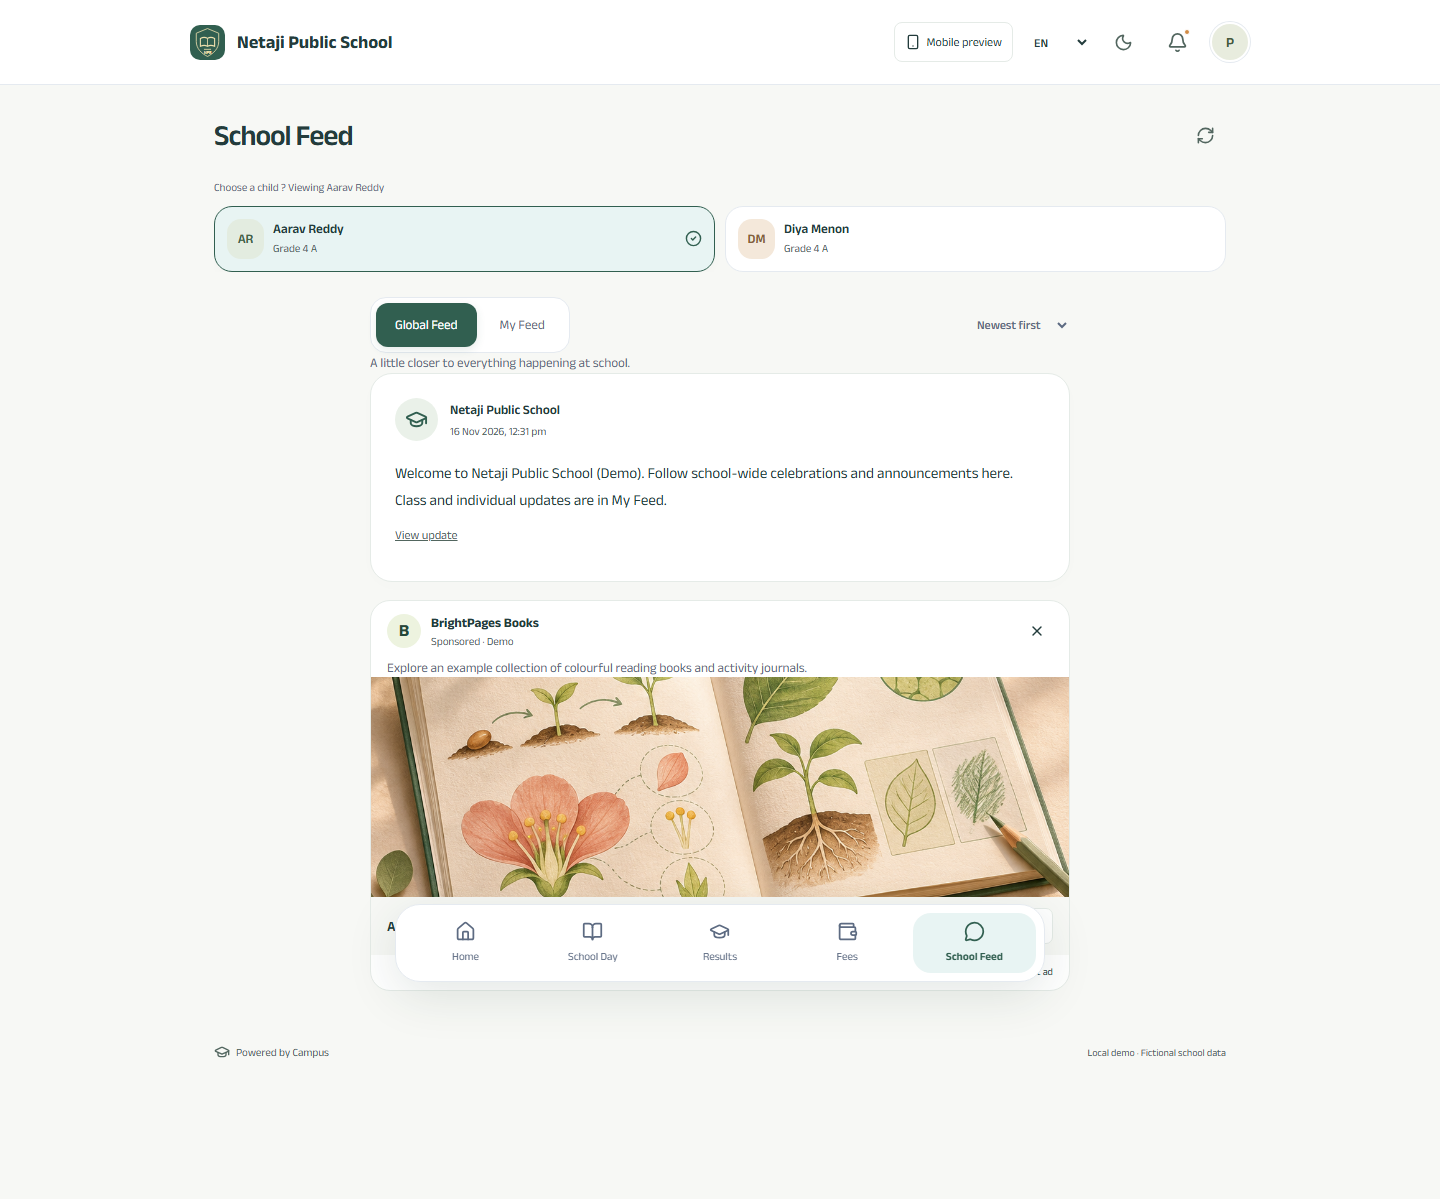 Netaji Public School
Mobile preview
EN
P
School Feed
Choose a child ? Viewing Aarav Reddy
AR
Aarav Reddy
Grade 4 A
DM
Diya Menon
Grade 4 A
Global Feed
My Feed
Newest first
A little closer to everything happening at school.
Netaji Public School
16 Nov 2026, 12:31 pm
Welcome to Netaji Public School (Demo). Follow school-wide celebrations and announcements here.
Class and individual updates are in My Feed.
View update
B
BrightPages Books
Sponsored · Demo
Explore an example collection of colourful reading books and activity journals.
A
Home
School Day
Results
Fees
School Feed
ad
Powered by Campus
Local demo · Fictional school data